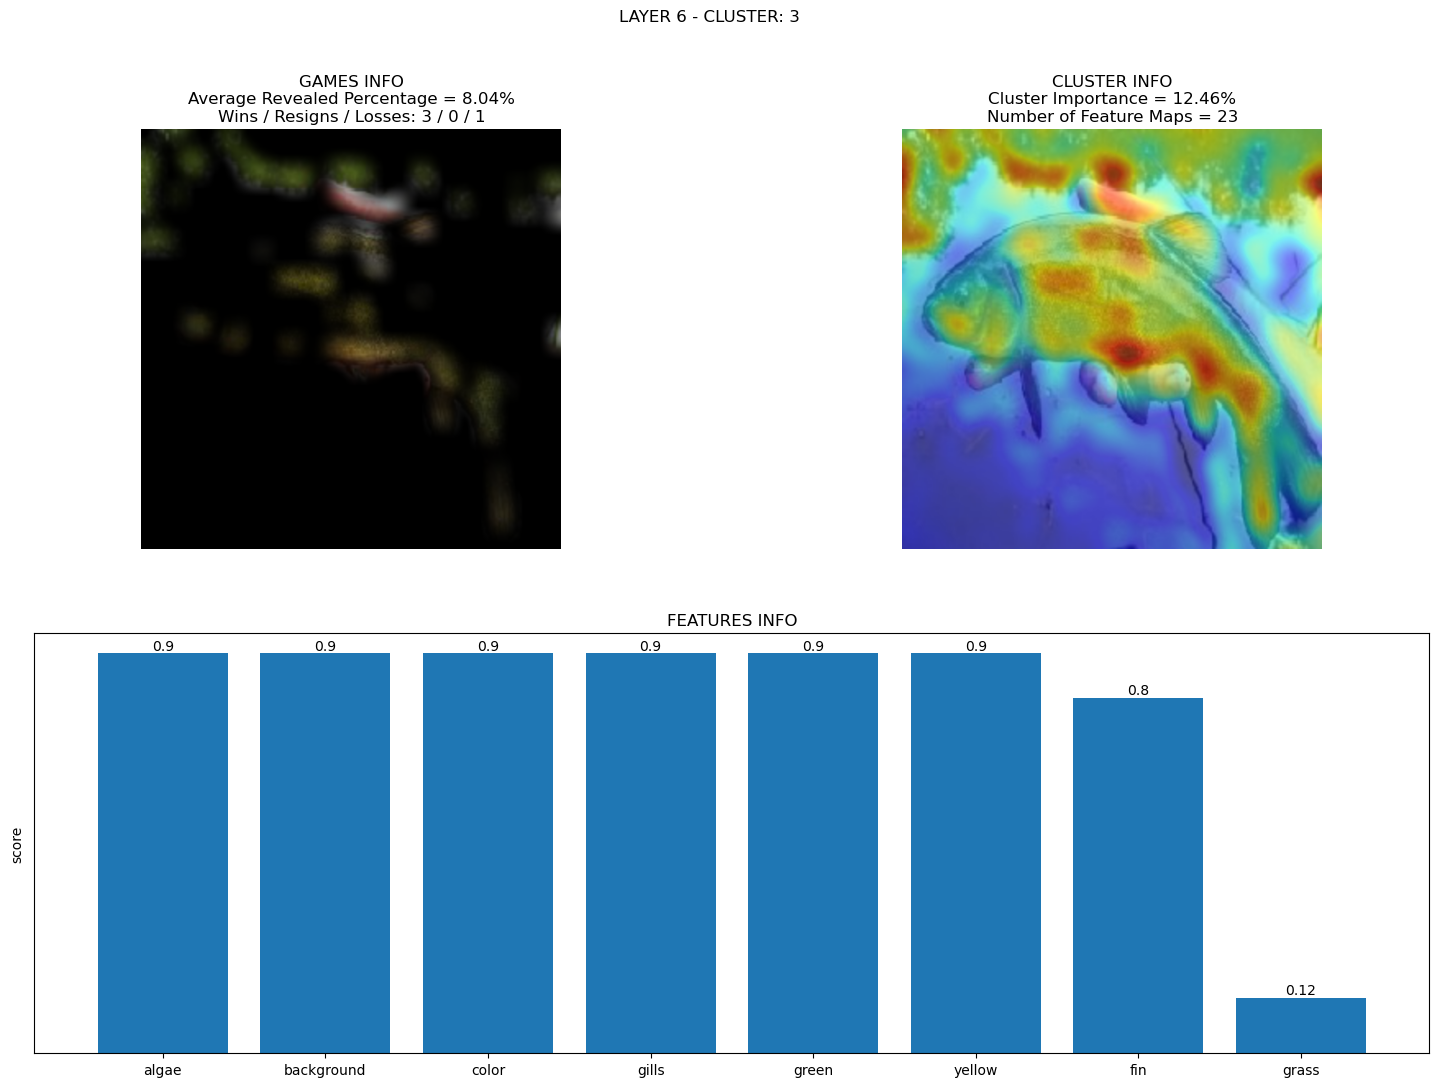 LAYER 6 - CLUSTER: 3
GAMES INFO
Average Revealed Percentage = 8.04%
Wins / Resigns / Losses: 3 / 0 / 1
CLUSTER INFO
Cluster Importance = 12.46%
Number of Feature Maps = 23
FEATURES INFO
score
0.9
0.9
0.9
0.9
0.9
0.9
0.8
0.12
algae
background
color
gills
green
yellow
fin
grass